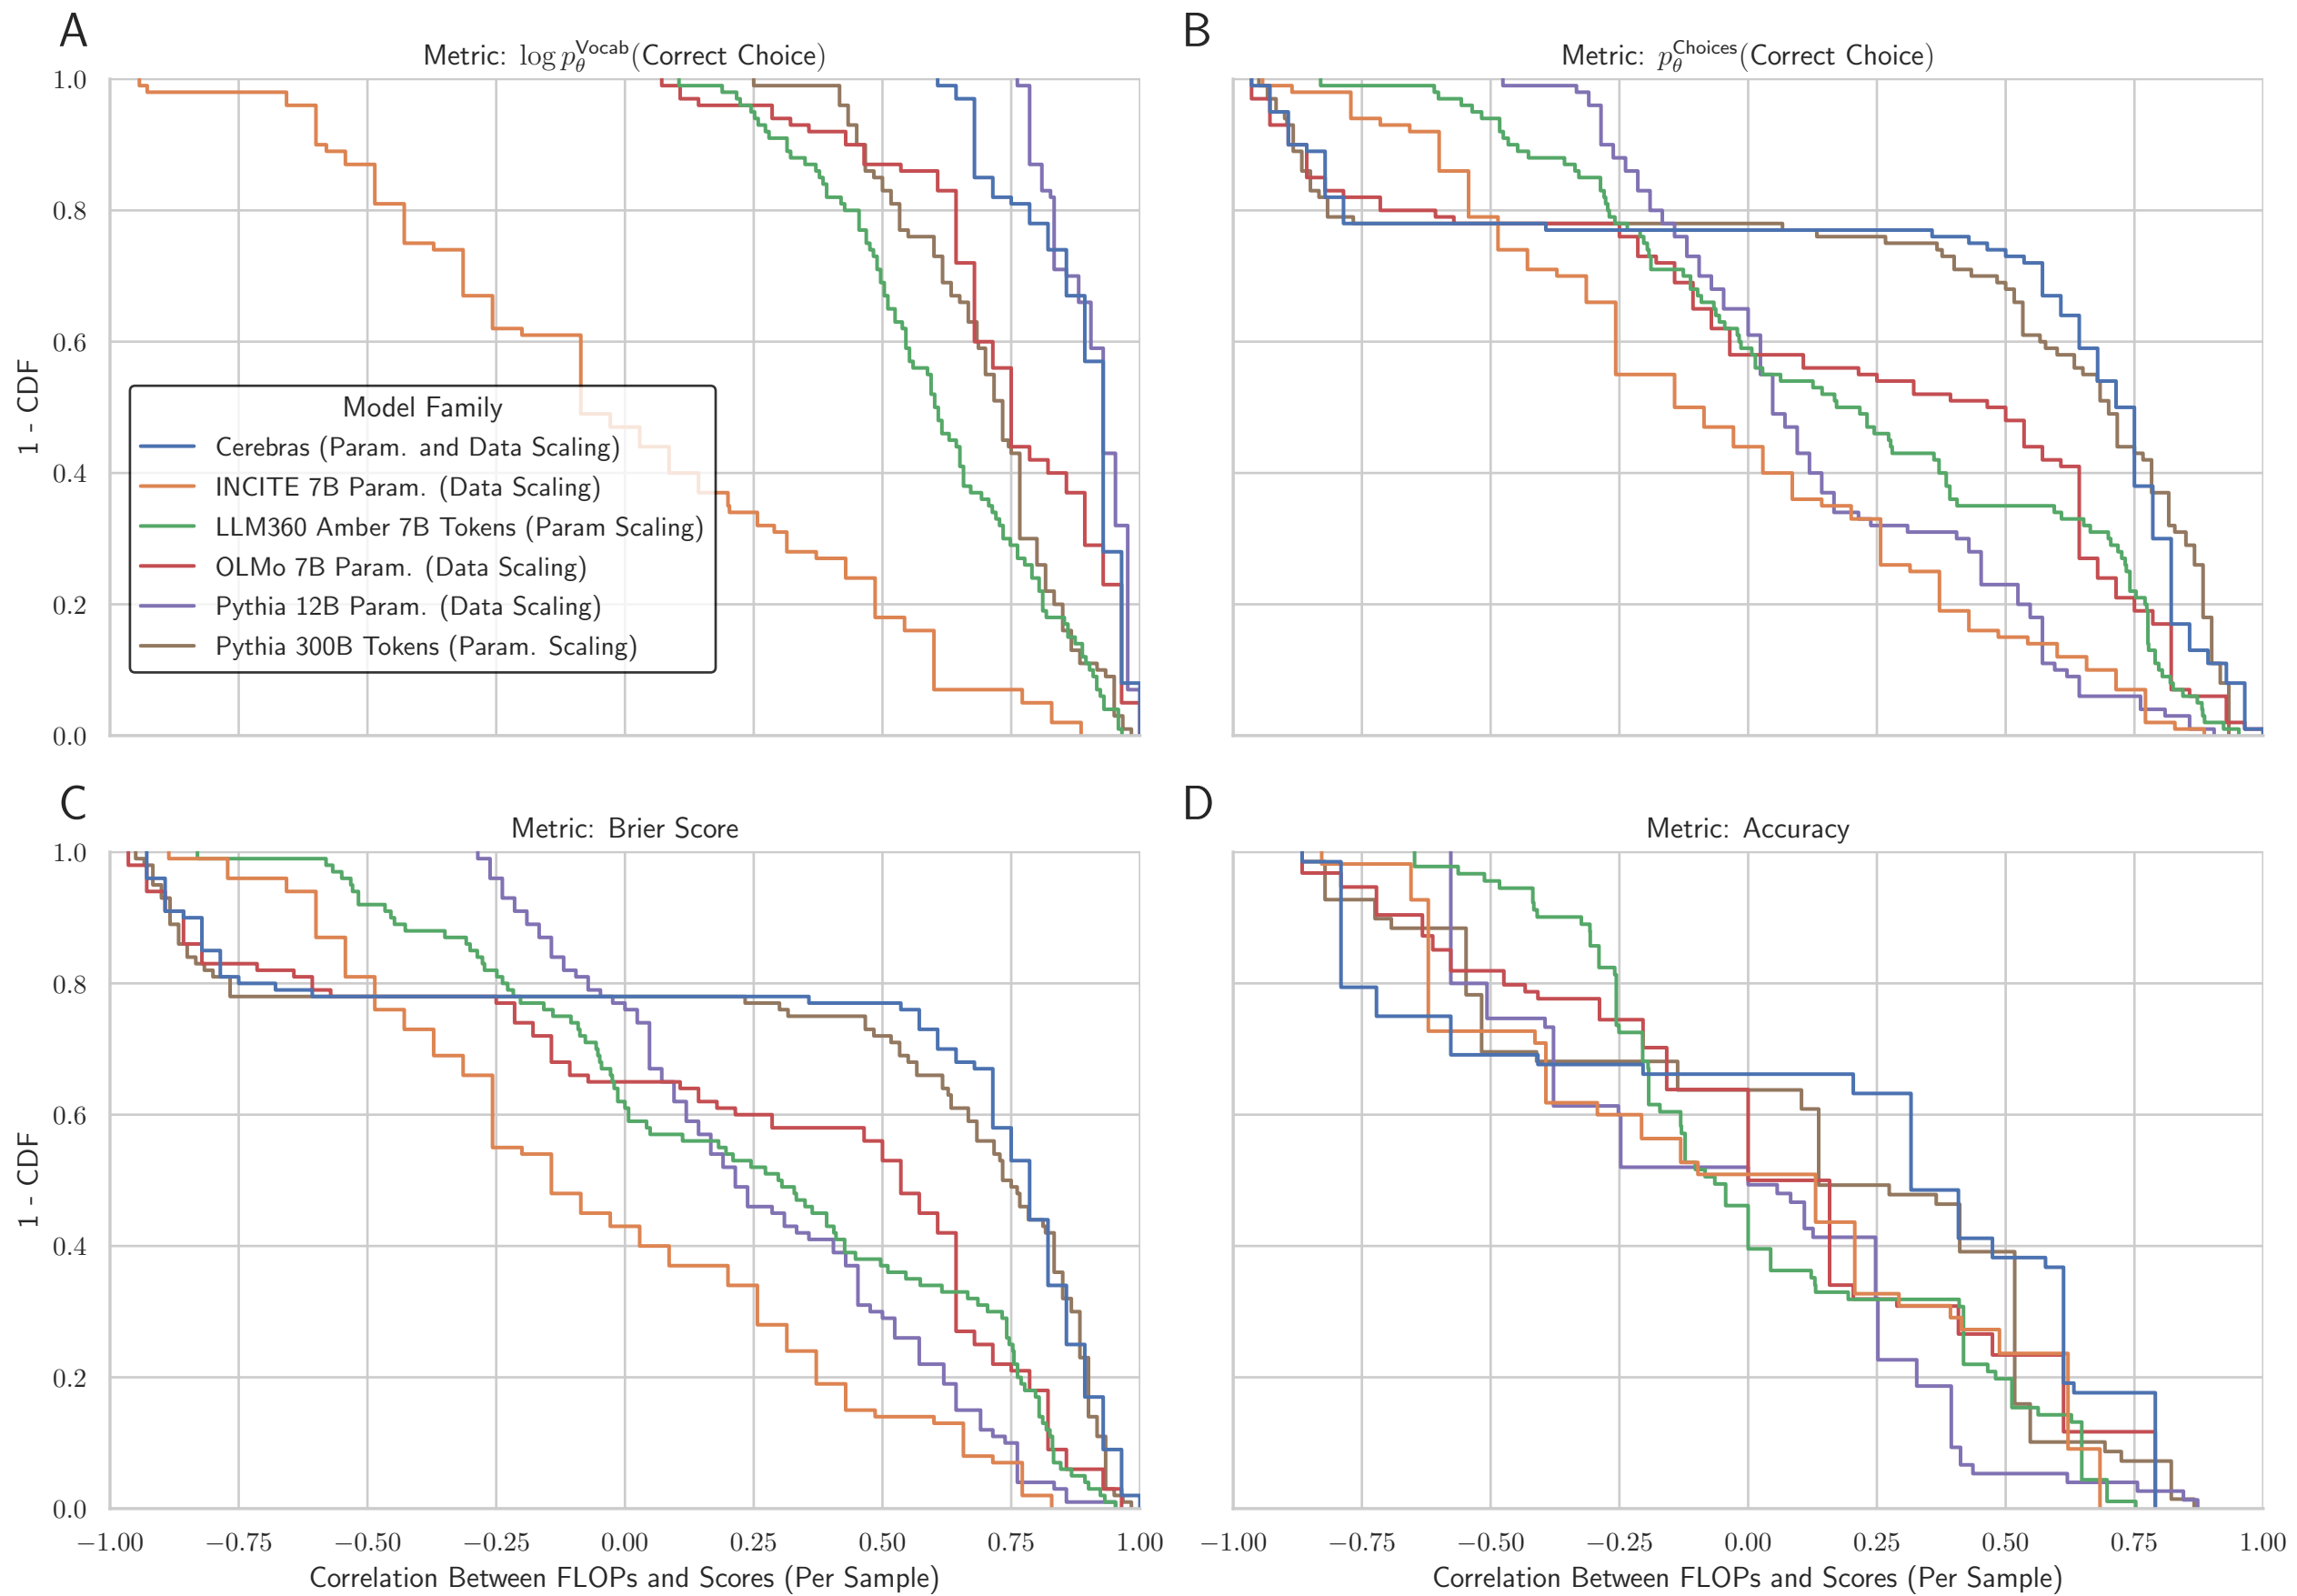 A
Metric: log p_θ^Vocab(Correct Choice)
1.0
0.8
0.6
0.4
0.2
0.0
1 - CDF
Model Family
Cerebras (Param. and Data Scaling)
INCITE 7B Param. (Data Scaling)
LLM360 Amber 7B Tokens (Param Scaling)
OLMo 7B Param. (Data Scaling)
Pythia 12B Param. (Data Scaling)
Pythia 300B Tokens (Param. Scaling)
B
Metric: p_θ^Choices(Correct Choice)
C
Metric: Brier Score
1.0
0.8
0.6
0.4
0.2
0.0
1 - CDF
−1.00 −0.75 −0.50 −0.25 0.00 0.25 0.50 0.75 1.00
Correlation Between FLOPs and Scores (Per Sample)
D
Metric: Accuracy
−1.00 −0.75 −0.50 −0.25 0.00 0.25 0.50 0.75 1.00
Correlation Between FLOPs and Scores (Per Sample)